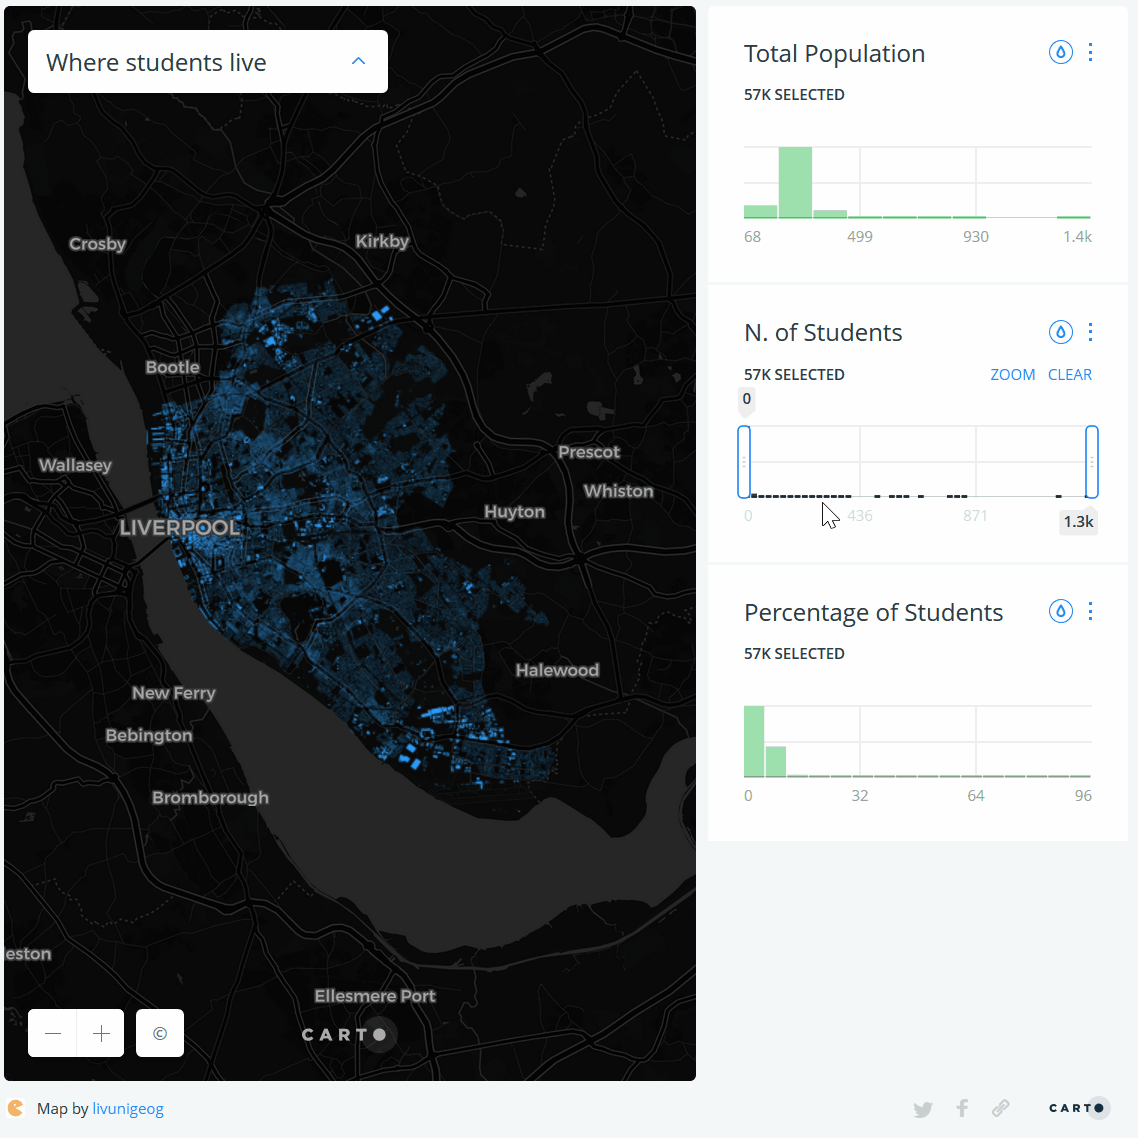 Where students live
Crosby
Kirkby
Bootle
Wallasey
Prescot
Whiston
Huyton
LIVERPOOL
Halewood
New Ferry
Bebington
Bromborough
eston
Ellesmere Port
©
CARTO
Total Population
57K SELECTED
68 499 930 1.4k
N. of Students
57K SELECTED ZOOM CLEAR
0
0 436 871
1.3k
Percentage of Students
57K SELECTED
0 32 64 96
Map by livunigeog
CARTO